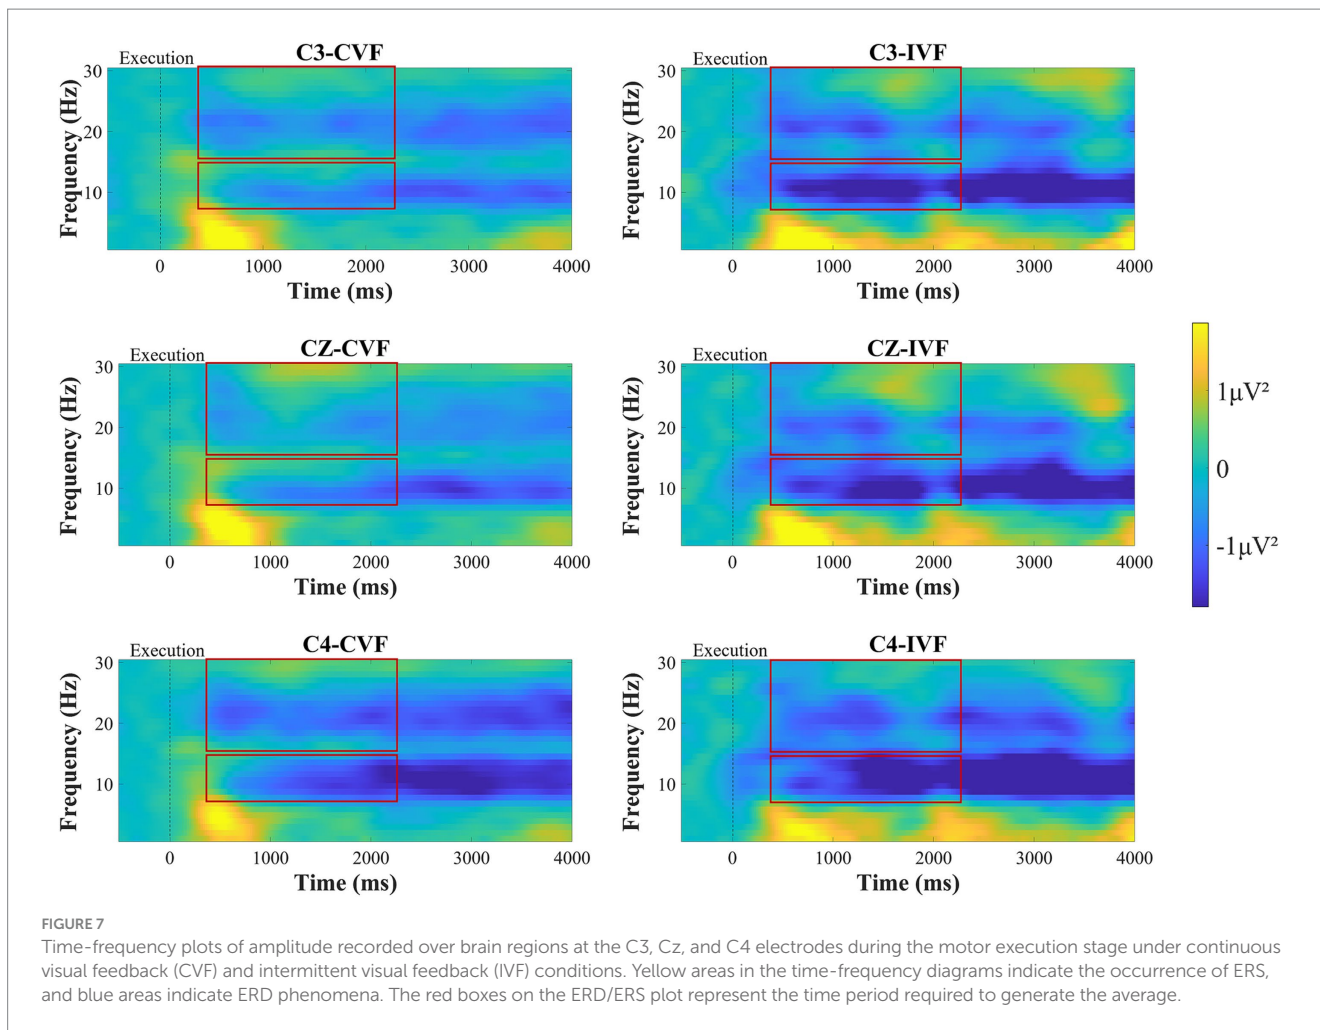 C3-CVF
Execution
30
20
10
Frequency (Hz)
0 1000 2000 3000 4000
Time (ms)
C3-IVF
Execution
30
20
10
Frequency (Hz)
0 1000 2000 3000 4000
Time (ms)
CZ-CVF
Execution
30
20
10
Frequency (Hz)
0 1000 2000 3000 4000
Time (ms)
CZ-IVF
Execution
30
20
10
Frequency (Hz)
0 1000 2000 3000 4000
Time (ms)
1μV²
0
-1μV²
C4-CVF
Execution
30
20
10
Frequency (Hz)
0 1000 2000 3000 4000
Time (ms)
C4-IVF
Execution
30
20
10
Frequency (Hz)
0 1000 2000 3000 4000
Time (ms)
FIGURE 7
Time-frequency plots of amplitude recorded over brain regions at the C3, Cz, and C4 electrodes during the motor execution stage under continuous
visual feedback (CVF) and intermittent visual feedback (IVF) conditions. Yellow areas in the time-frequency diagrams indicate the occurrence of ERS,
and blue areas indicate ERD phenomena. The red boxes on the ERD/ERS plot represent the time period required to generate the average.